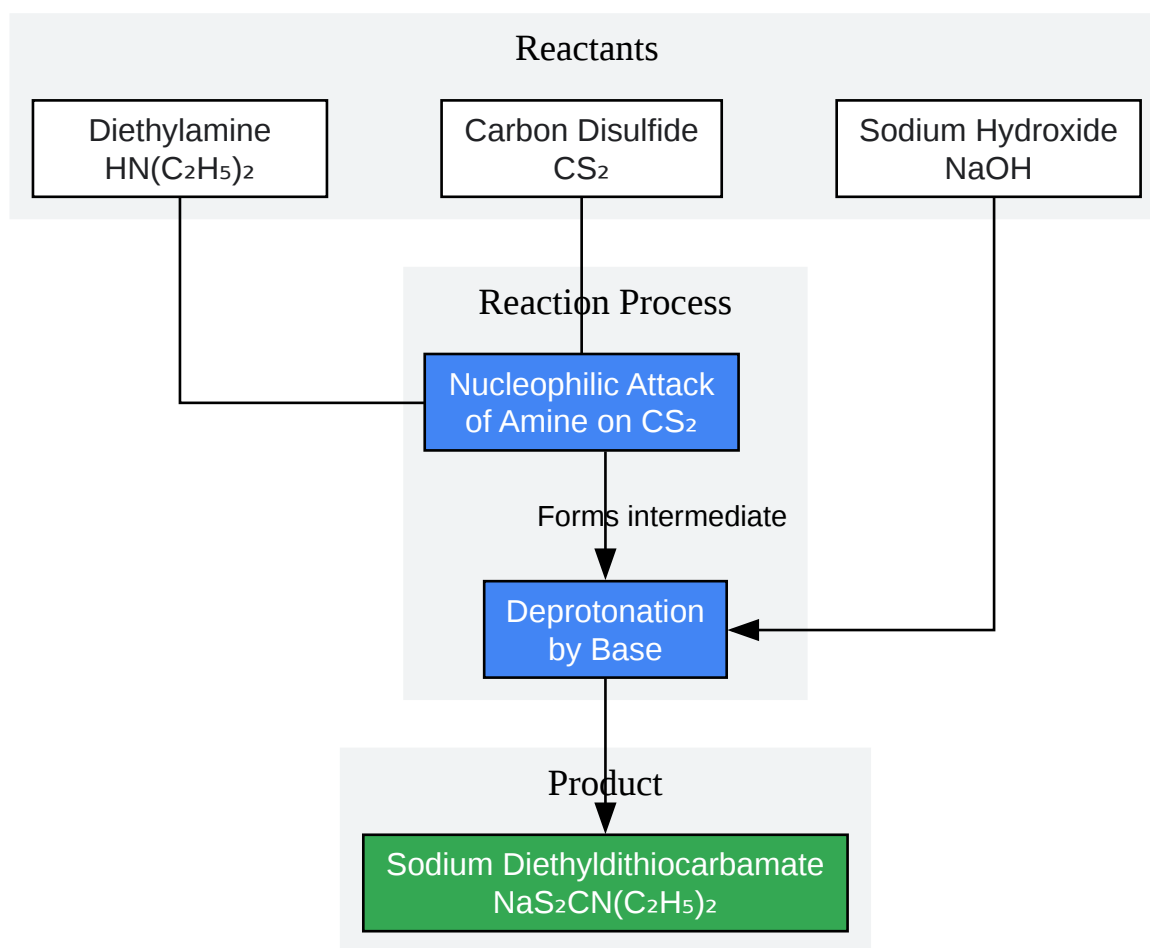 Reactants
Diethylamine
HN(C₂H₅)₂
Carbon Disulfide
CS₂
Sodium Hydroxide
NaOH
Reaction Process
Nucleophilic Attack
of Amine on CS₂
Forms intermediate
Deprotonation
by Base
Product
Sodium Diethyldithiocarbamate
NaS₂CN(C₂H₅)₂